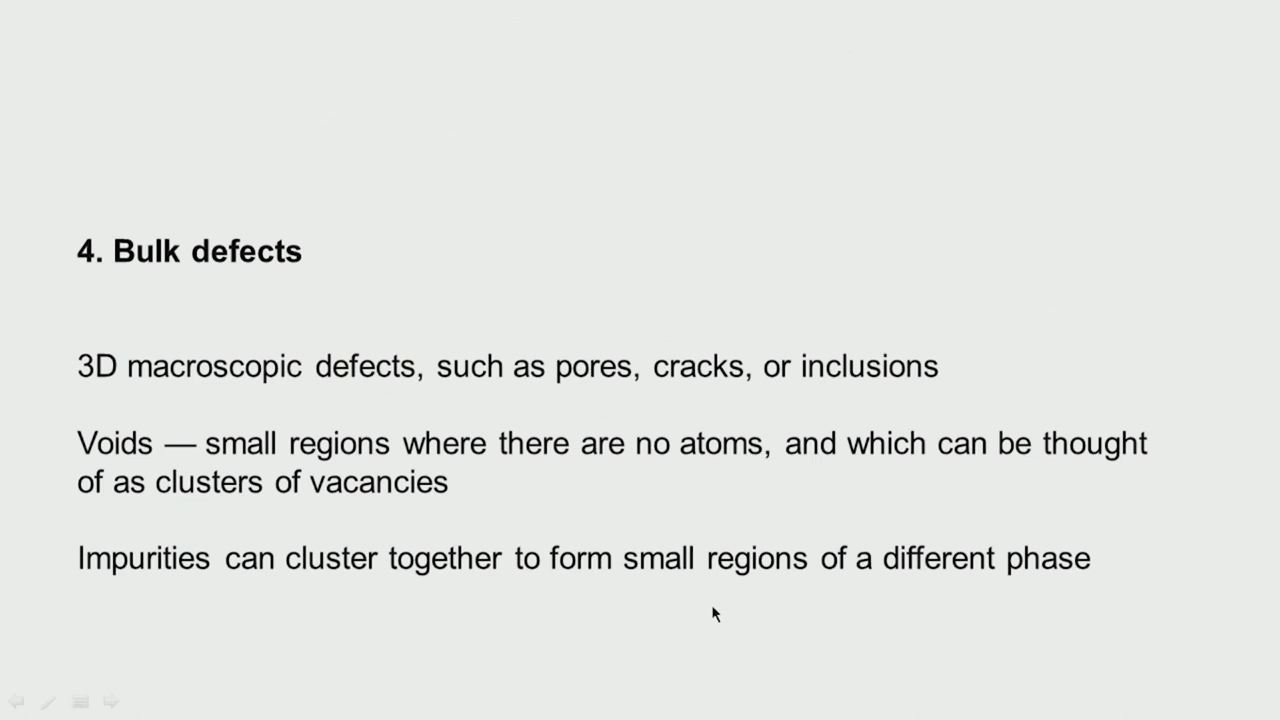 4. Bulk defects
3D macroscopic defects, such as pores, cracks, or inclusions
Voids — small regions where there are no atoms, and which can be thought
of as clusters of vacancies
Impurities can cluster together to form small regions of a different phase